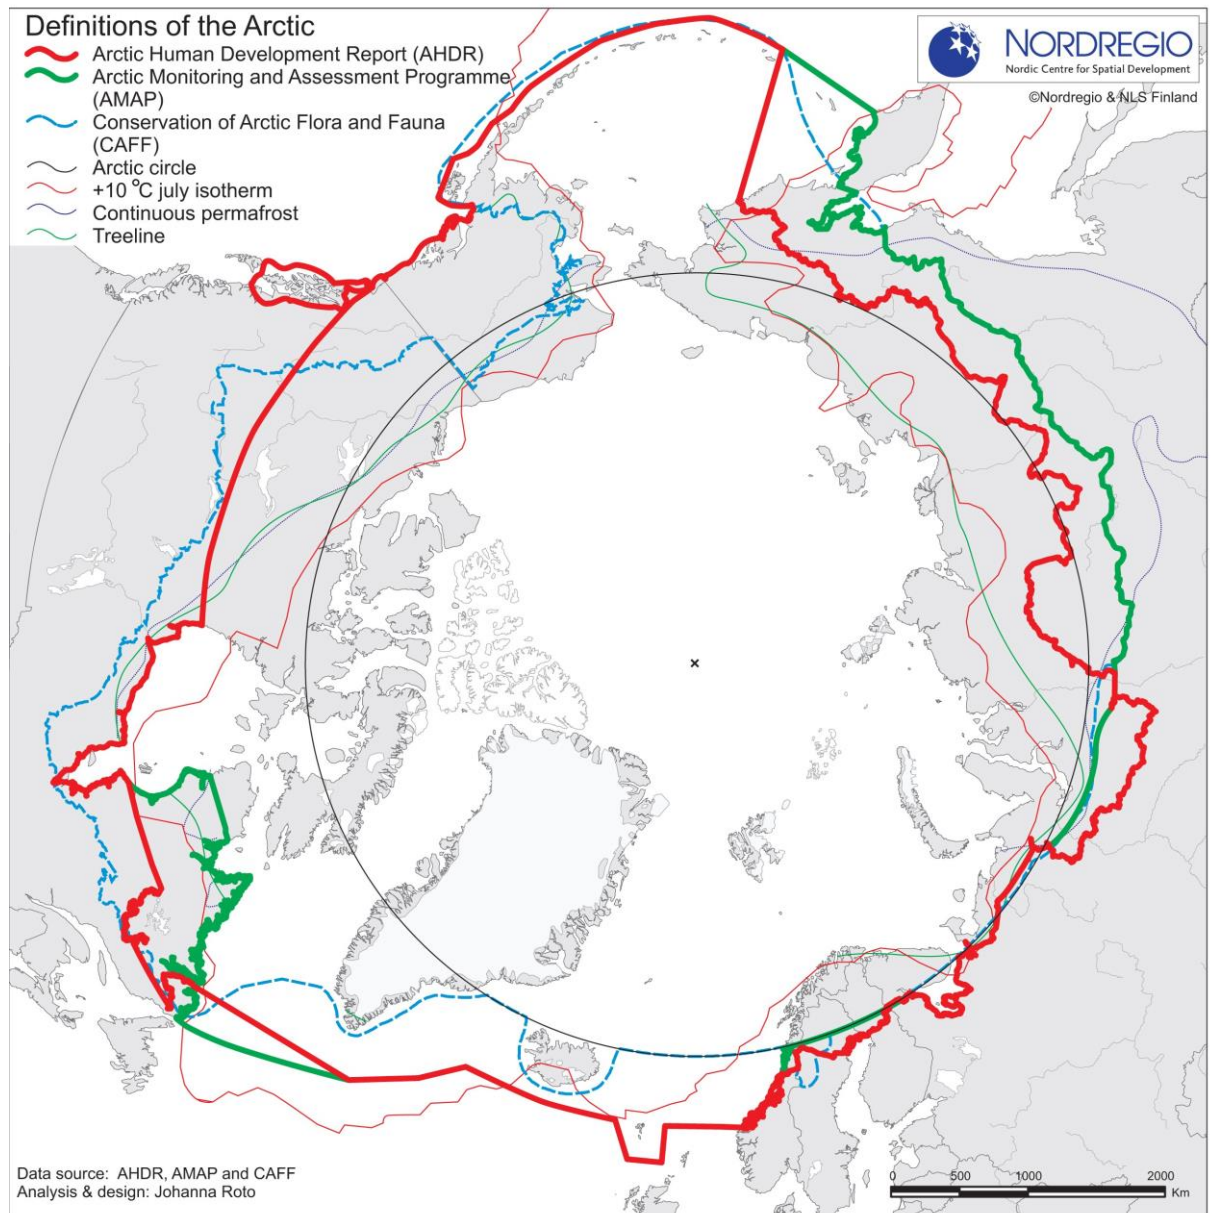 Definitions of the Arctic
Arctic Human Development Report (AHDR)
Arctic Monitoring and Assessment Programme
(AMAP)
Conservation of Arctic Flora and Fauna
(CAFF)
Arctic circle
+10 °C july isotherm
Continuous permafrost
Treeline
NORDREGIO
Nordic Centre for Spatial Development
©Nordregio & NLS Finland
Data source: AHDR, AMAP and CAFF
Analysis & design: Johanna Roto
0 500 1000 2000
Km